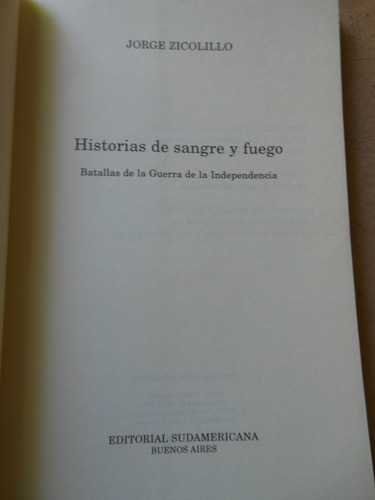 JORGE ZICOLILLO
Historias de sangre y fuego
Batallas de la Guerra de la Independencia
EDITORIAL SUDAMERICANA
BUENOS AIRES